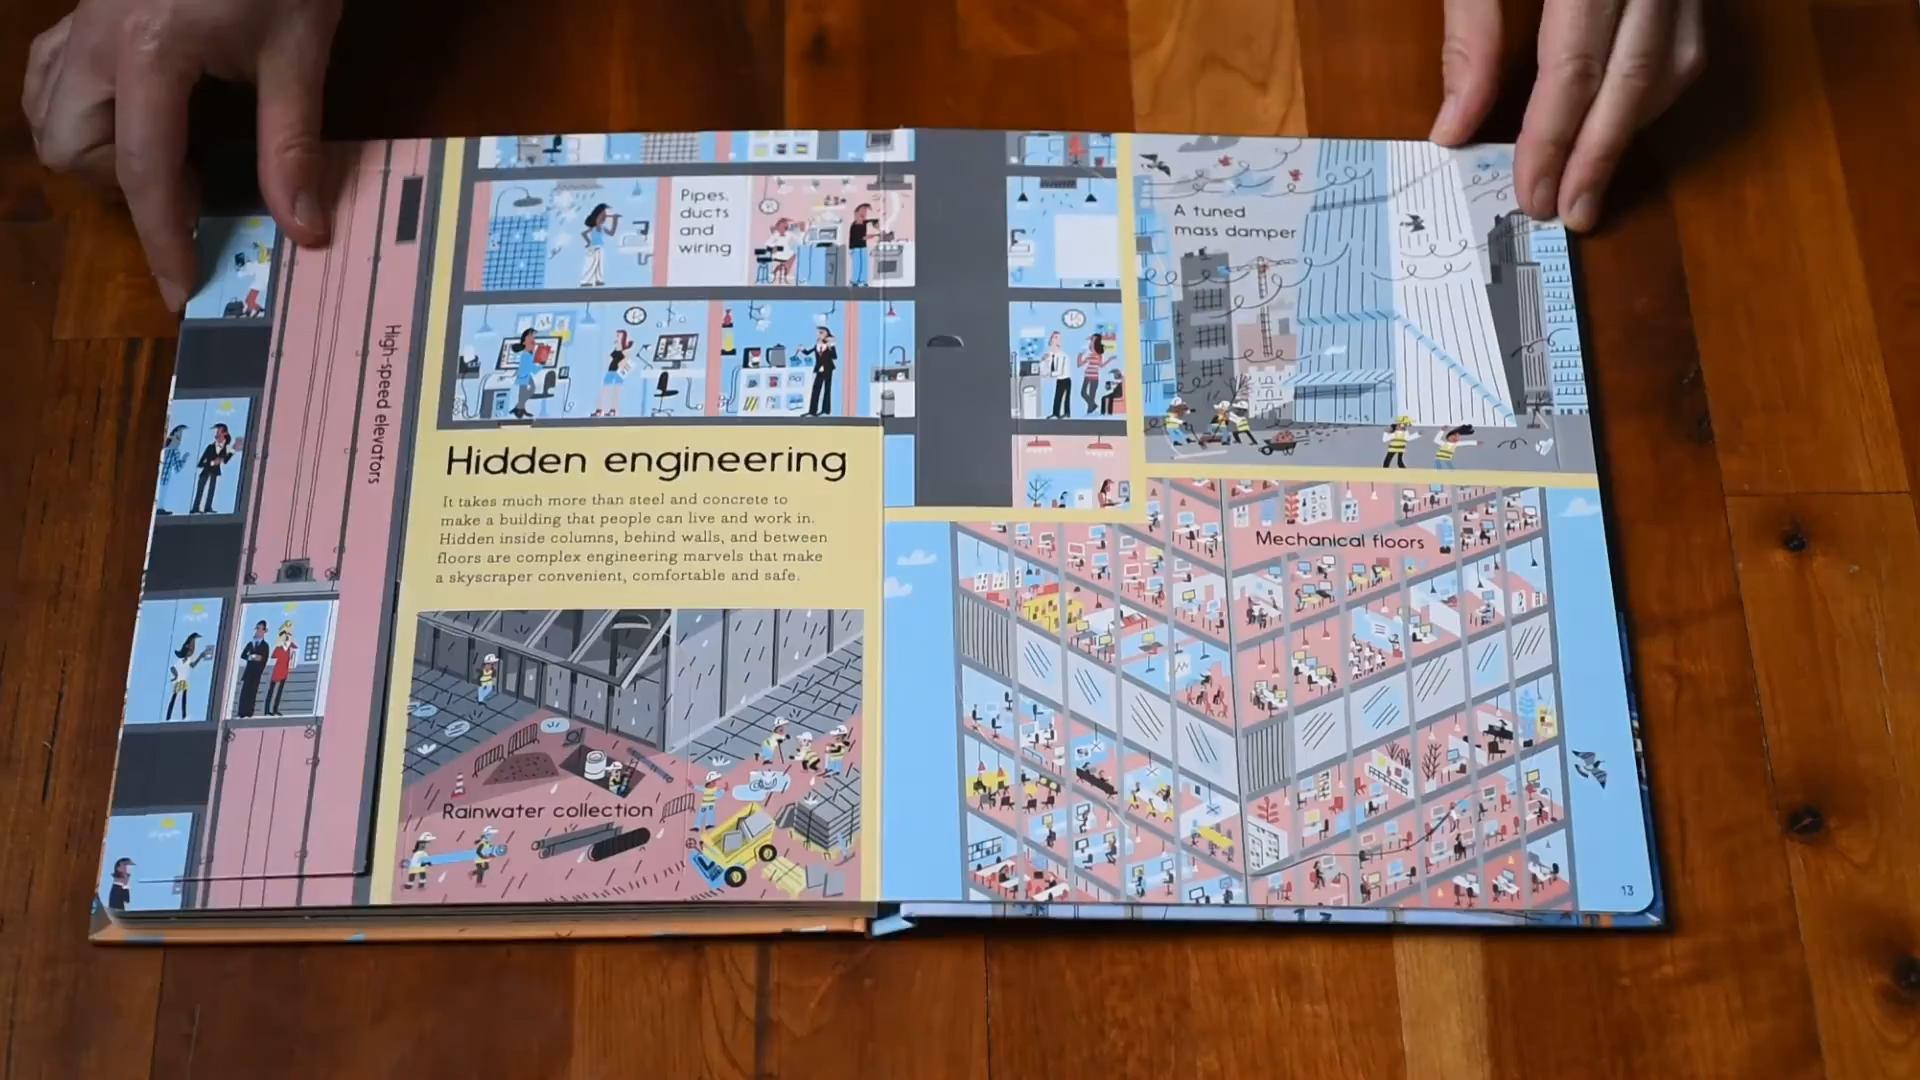 High-speed elevators
Pipes,
ducts
and
wiring
Hidden engineering
It takes much more than steel and concrete to
make a building that people can live and work in.
Hidden inside columns, behind walls, and between
floors are complex engineering marvels that make
a skyscraper convenient, comfortable and safe.
Rainwater collection
A tuned
mass damper
Mechanical floors
13